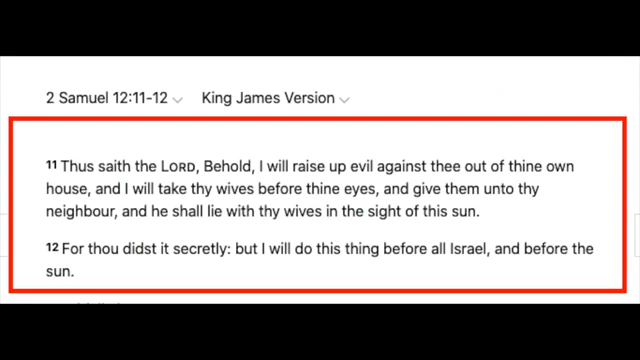 2 Samuel 12:11-12 King James Version
11 Thus saith the LORD, Behold, I will raise up evil against thee out of thine own
house, and I will take thy wives before thine eyes, and give them unto thy
neighbour, and he shall lie with thy wives in the sight of this sun.
12 For thou didst it secretly: but I will do this thing before all Israel, and before the
sun.